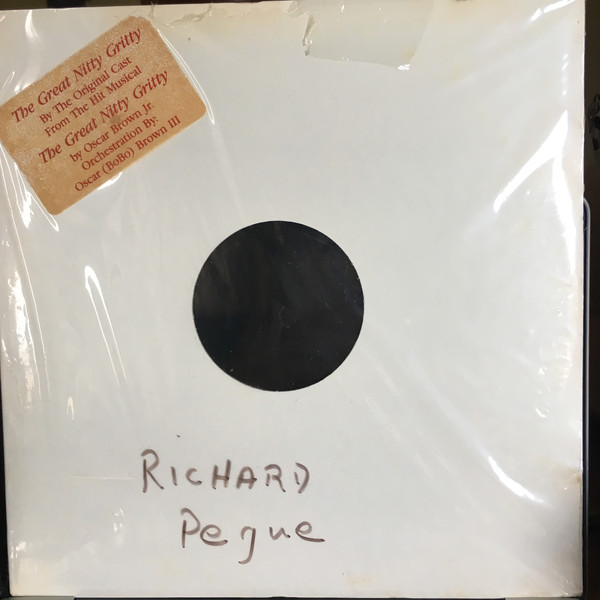 The Great Nitty Gritty
By The Original Cast
From The Hit Musical
The Great Nitty Gritty
by Oscar Brown Jr.
Orchestration By:
Oscar (BoBo) Brown III
RICHARD
Pegue